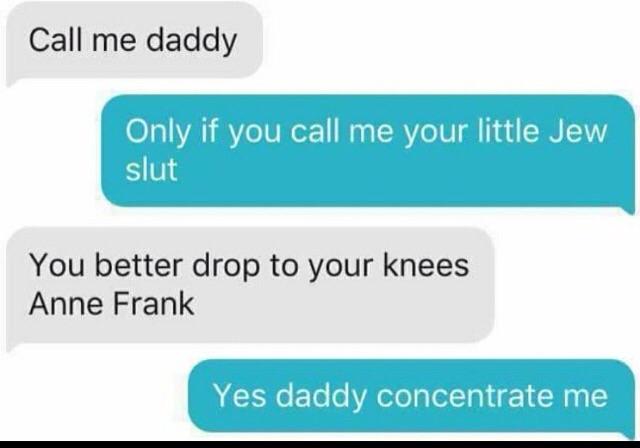 Call me daddy
Only if you call me your little Jew
slut
You better drop to your knees
Anne Frank
Yes daddy concentrate me